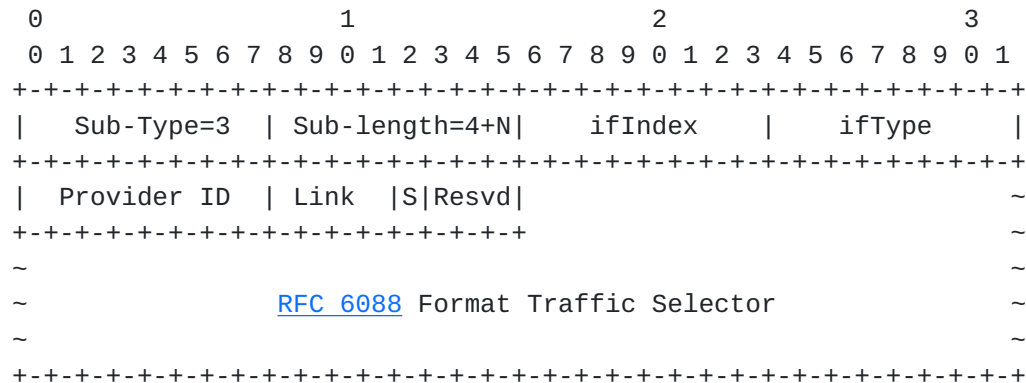 0                   1                   2                   3
 0 1 2 3 4 5 6 7 8 9 0 1 2 3 4 5 6 7 8 9 0 1 2 3 4 5 6 7 8 9 0 1
+-+-+-+-+-+-+-+-+-+-+-+-+-+-+-+-+-+-+-+-+-+-+-+-+-+-+-+-+-+-+-+-+
|   Sub-Type=3  | Sub-length=4+N|    ifIndex    |    ifType     |
+-+-+-+-+-+-+-+-+-+-+-+-+-+-+-+-+-+-+-+-+-+-+-+-+-+-+-+-+-+-+-+-+
|  Provider ID  | Link  |S|Resvd|                               ~
+-+-+-+-+-+-+-+-+-+-+-+-+-+-+-+-+                               ~
~                                                               ~
~                RFC 6088 Format Traffic Selector               ~
~                                                               ~
+-+-+-+-+-+-+-+-+-+-+-+-+-+-+-+-+-+-+-+-+-+-+-+-+-+-+-+-+-+-+-+-+